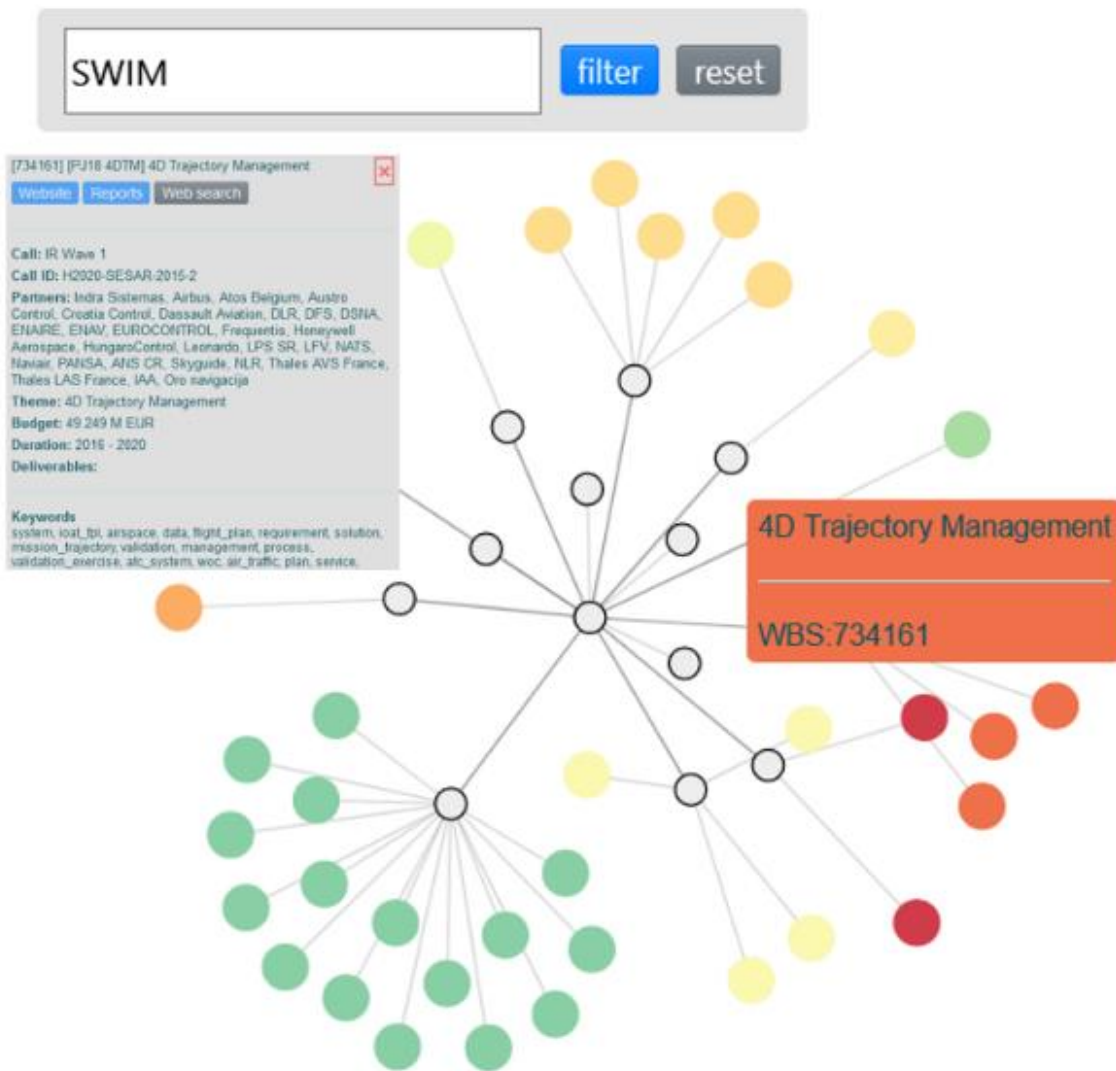 SWIM
filter
reset
[734161] [PJ18 4DTM] 4D Trajectory Management
Website
Reports
Web search
Call: IR Wave 1
Call ID: H2020-SESAR-2015-2
Partners: Indra Sistemas, Airbus, Atos Belgium, Austro
Control, Croatia Control, Dassault Aviation, DLR, DFS, DSNA,
ENAIRE, ENAV, EUROCONTROL, Frequentis, Honeywell
Aerospace, HungaroControl, Leonardo, LPS SR, LFV, NATS,
Naviair, PANSA, ANS CR, Skyguide, NLR, Thales AVS France,
Thales LAS France, IAA, Oro navigacija
Theme: 4D Trajectory Management
Budget: 49.249 M EUR
Duration: 2016 - 2020
Deliverables:
Keywords
system, ioat_fpl, airspace, data, flight_plan, requirement, solution,
mission_trajectory, validation, management, process,
validation_exercise, atc_system, woc, air_traffic, plan, service,
4D Trajectory Management
WBS:734161